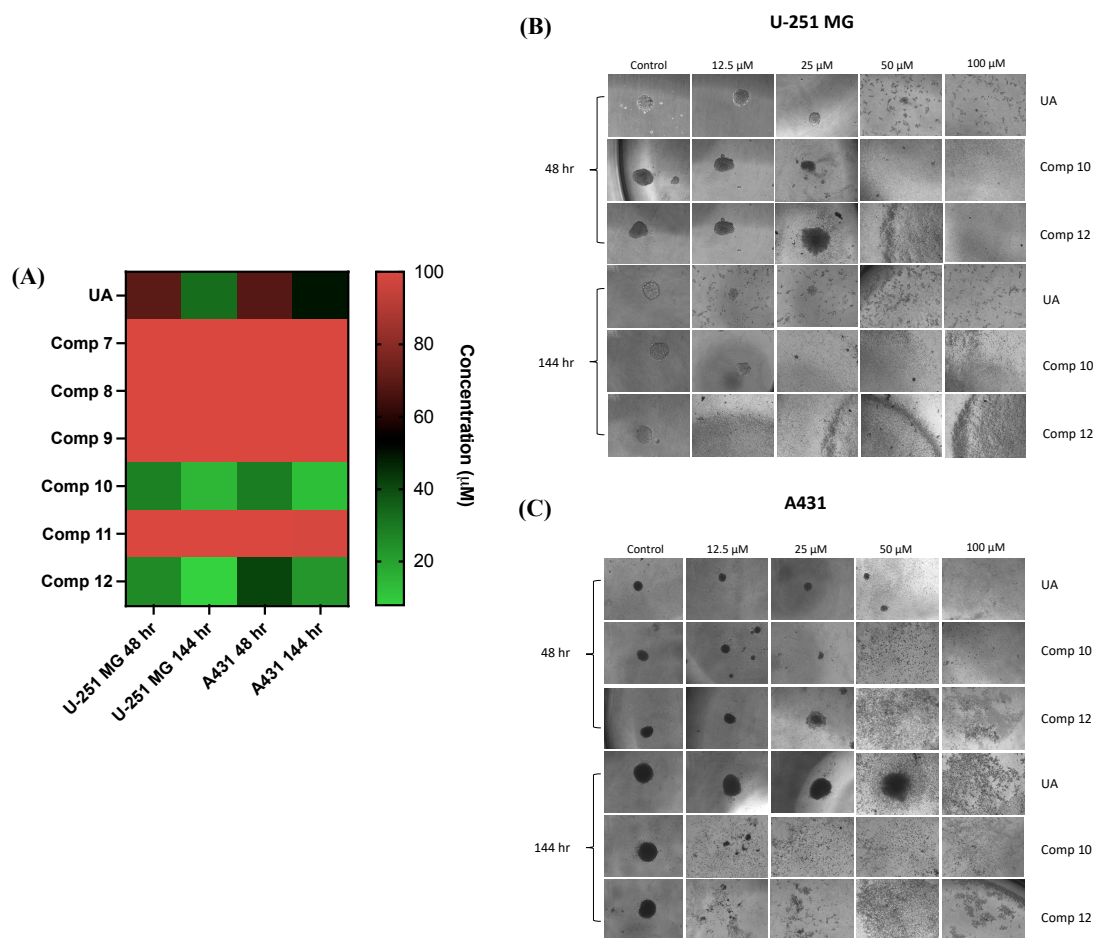 (A)
UA
Comp 7
Comp 8
Comp 9
Comp 10
Comp 11
Comp 12
U-251 MG 48 hr
U-251 MG 144 hr
A431 48 hr
A431 144 hr
100
80
60
40
20
Concentration (µM)
(B)
U-251 MG
Control 12.5 µM 25 µM 50 µM 100 µM
48 hr
UA
Comp 10
Comp 12
144 hr
UA
Comp 10
Comp 12
(C)
A431
Control 12.5 µM 25 µM 50 µM 100 µM
48 hr
UA
Comp 10
Comp 12
144 hr
UA
Comp 10
Comp 12